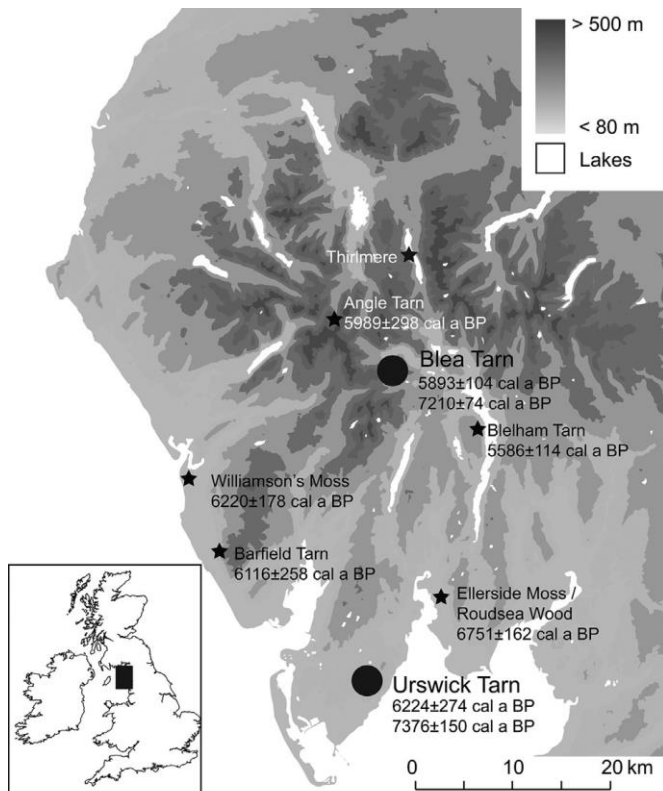 > 500 m
< 80 m
Lakes
Thirlmere
Angle Tarn
5989±298 cal a BP
Blea Tarn
5893±104 cal a BP
7210±74 cal a BP
Blelham Tarn
5586±114 cal a BP
Williamson's Moss
6220±178 cal a BP
Barfield Tarn
6116±258 cal a BP
Ellerside Moss /
Roudsea Wood
6751±162 cal a BP
Urswick Tarn
6224±274 cal a BP
7376±150 cal a BP
0 10 20 km